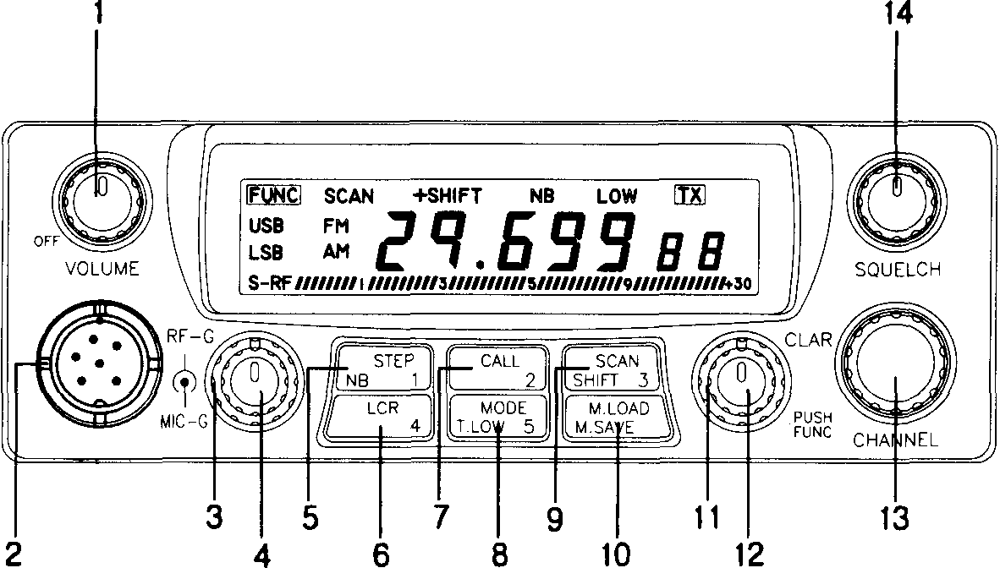 1 14
FUNC SCAN +SHIFT NB LOW TX
USB FM
LSB AM
29.699 88
S-RF 1 3 5 9 +30
OFF
VOLUME
SQUELCH
RF-G
MIC-G
STEP
NB 1
CALL
2
SCAN
SHIFT 3
LCR
4
MODE
T.LOW 5
M.LOAD
M.SAVE
CLAR
PUSH
FUNC
CHANNEL
2 3 4 5 6 7 8 9 10 11 12 13